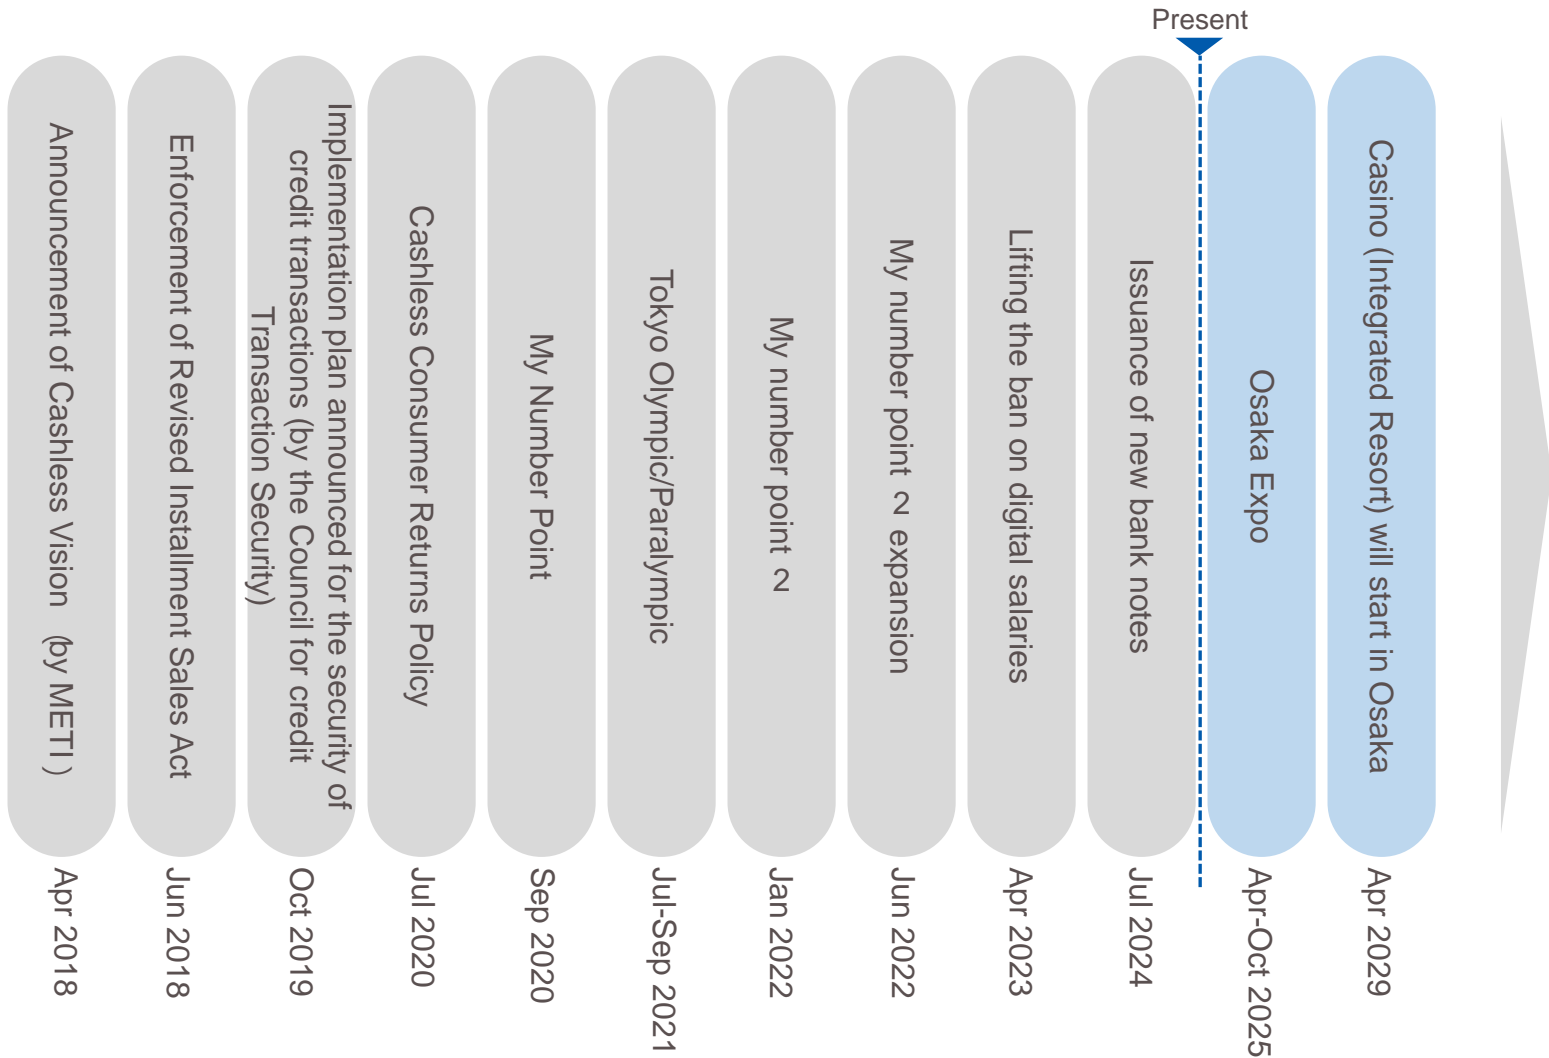 Present
Announcement of Cashless Vision (by METI)
Apr 2018
Enforcement of Revised Installment Sales Act
Jun 2018
Implementation plan announced for the security of
credit transactions (by the Council for credit
Transaction Security)
Oct 2019
Cashless Consumer Returns Policy
Jul 2020
My Number Point
Sep 2020
Tokyo Olympic/Paralympic
Jul-Sep 2021
My number point 2
Jan 2022
My number point 2 expansion
Jun 2022
Lifting the ban on digital salaries
Apr 2023
Issuance of new bank notes
Jul 2024
Osaka Expo
Apr-Oct 2025
Casino (Integrated Resort) will start in Osaka
Apr 2029